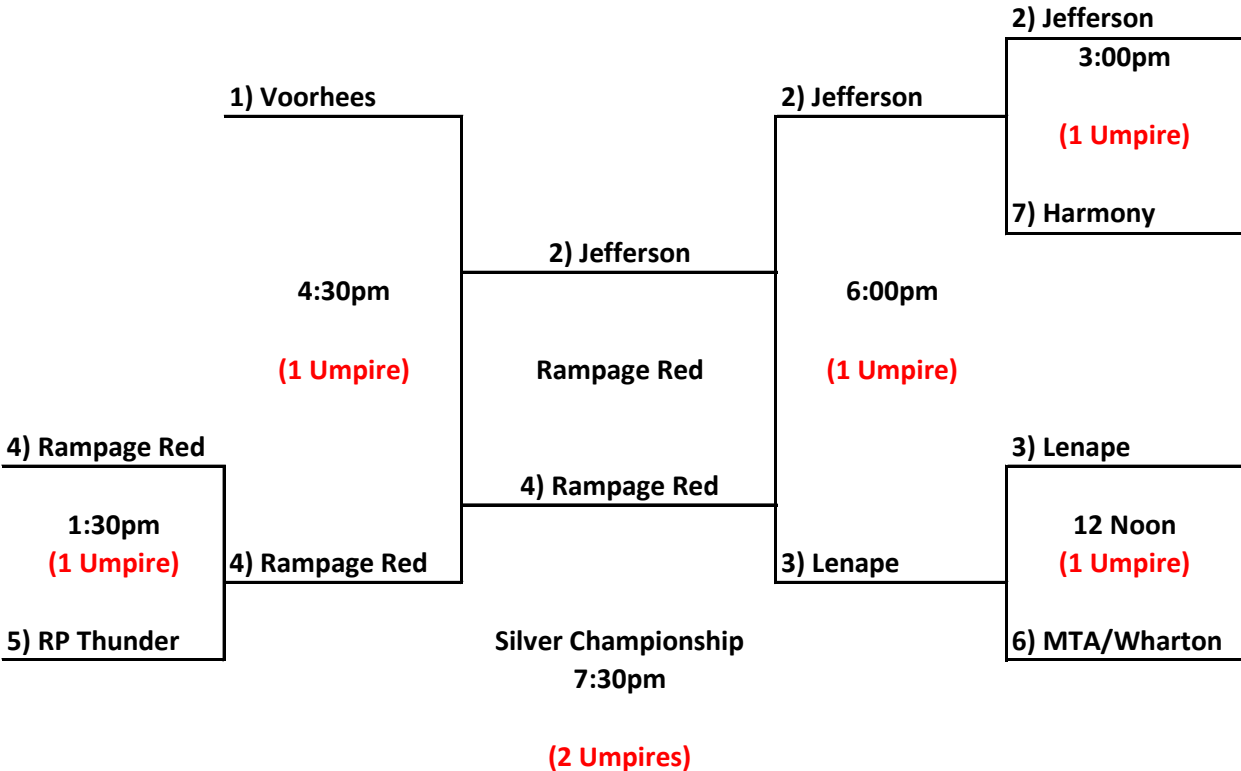 2) Jefferson
3:00pm
1) Voorhees
2) Jefferson
(1 Umpire)
7) Harmony
2) Jefferson
4:30pm
6:00pm
(1 Umpire)
Rampage Red
(1 Umpire)
4) Rampage Red
3) Lenape
4) Rampage Red
1:30pm
12 Noon
(1 Umpire)
4) Rampage Red
3) Lenape
(1 Umpire)
5) RP Thunder
Silver Championship
6) MTA/Wharton
7:30pm
(2 Umpires)